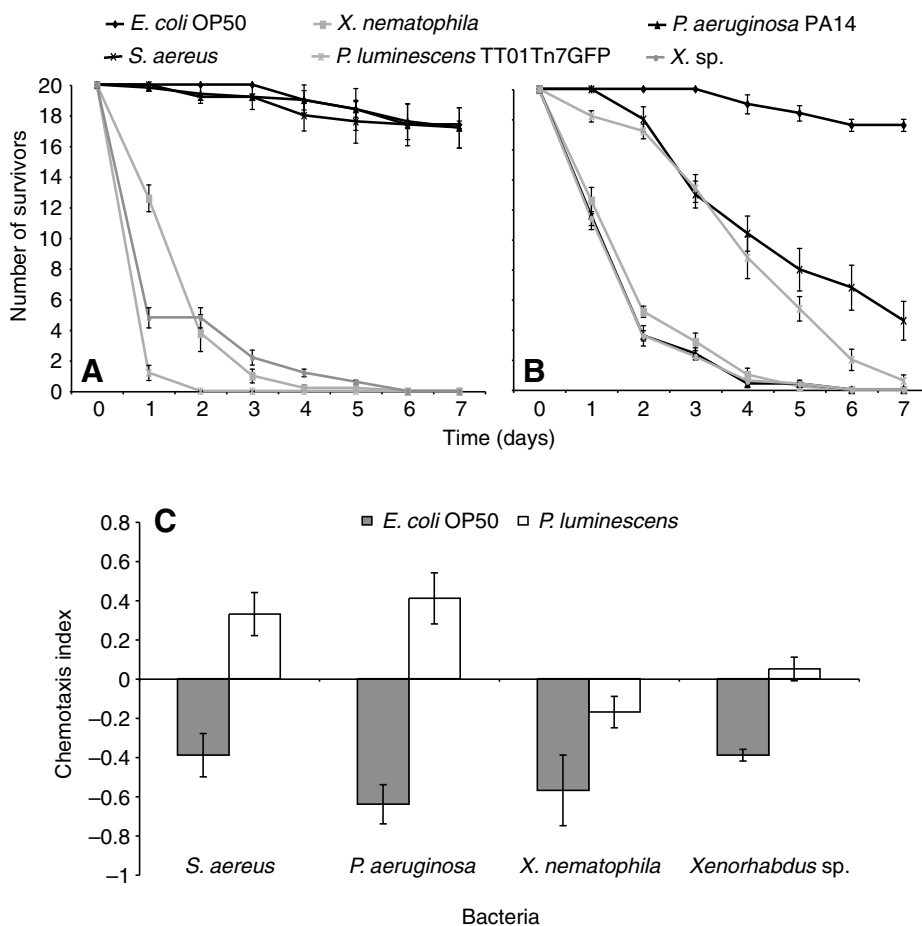 E. coli OP50
X. nematophila
P. aeruginosa PA14
S. aereus
P. luminescens TT01Tn7GFP
X. sp.
Number of survivors
20
18
16
14
12
10
8
6
4
2
0
A
B
0 1 2 3 4 5 6 7
0 1 2 3 4 5 6 7
Time (days)
C
E. coli OP50
P. luminescens
Chemotaxis index
0.8
0.6
0.4
0.2
0
–0.2
–0.4
–0.6
–0.8
–1
S. aereus
P. aeruginosa
X. nematophila
Xenorhabdus sp.
Bacteria